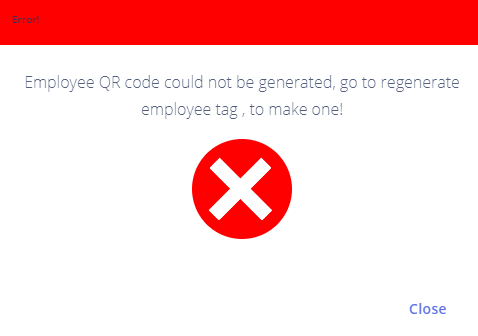 Error!
Employee QR code could not be generated, go to regenerate
employee tag , to make one!
Close